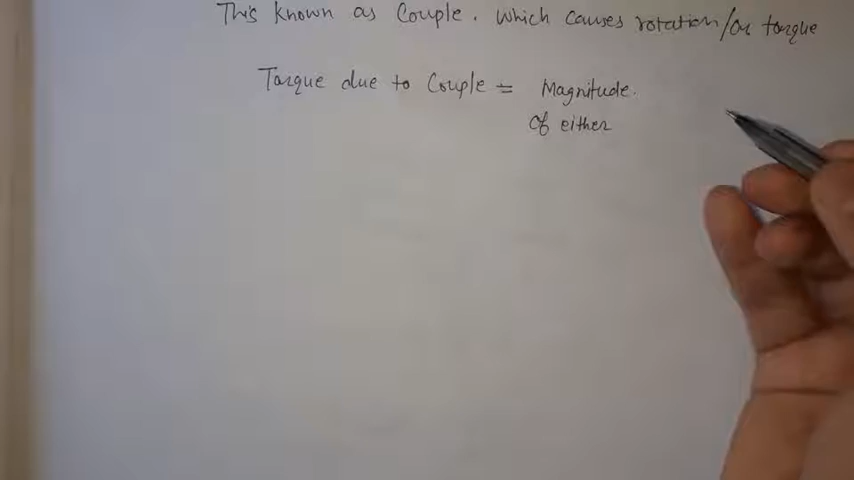 This known as Couple. which causes rotation/or torque
Torque due to Couple = Magnitude.
Of either